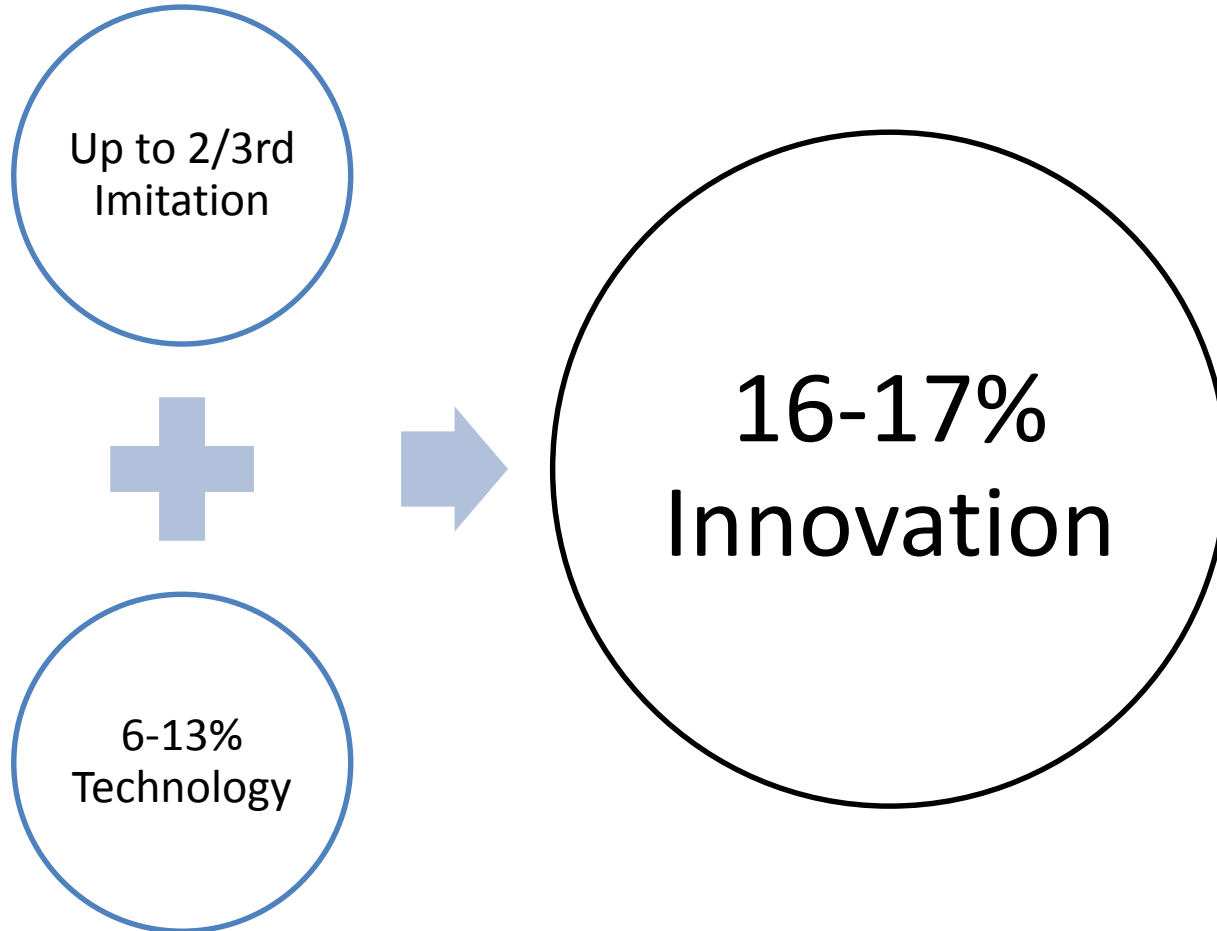 Up to 2/3rd
Imitation
6-13%
Technology
16-17%
Innovation